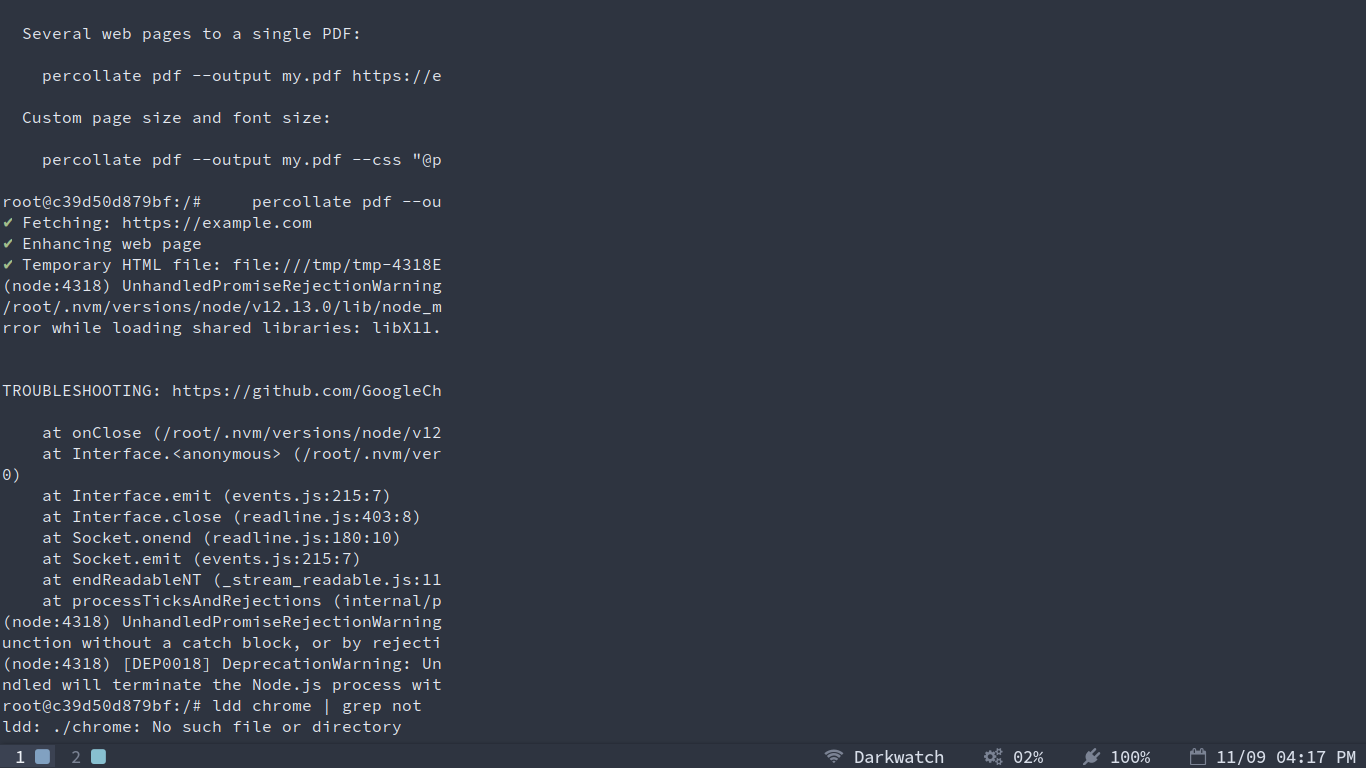 Several web pages to a single PDF:
percollate pdf --output my.pdf https://e
Custom page size and font size:
percollate pdf --output my.pdf --css "@p
root@c39d50d879bf:/#     percollate pdf --ou
✔ Fetching: https://example.com
✔ Enhancing web page
✔ Temporary HTML file: file:///tmp/tmp-4318E
(node:4318) UnhandledPromiseRejectionWarning
/root/.nvm/versions/node/v12.13.0/lib/node_m
rror while loading shared libraries: libX11.
TROUBLESHOOTING: https://github.com/GoogleCh
at onClose (/root/.nvm/versions/node/v12
at Interface.<anonymous> (/root/.nvm/ver
0)
at Interface.emit (events.js:215:7)
at Interface.close (readline.js:403:8)
at Socket.onend (readline.js:180:10)
at Socket.emit (events.js:215:7)
at endReadableNT (_stream_readable.js:11
at processTicksAndRejections (internal/p
(node:4318) UnhandledPromiseRejectionWarning
unction without a catch block, or by rejecti
(node:4318) [DEP0018] DeprecationWarning: Un
ndled will terminate the Node.js process wit
root@c39d50d879bf:/# ldd chrome | grep not
ldd: ./chrome: No such file or directory
1 2 Darkwatch 02% 100% 11/09 04:17 PM